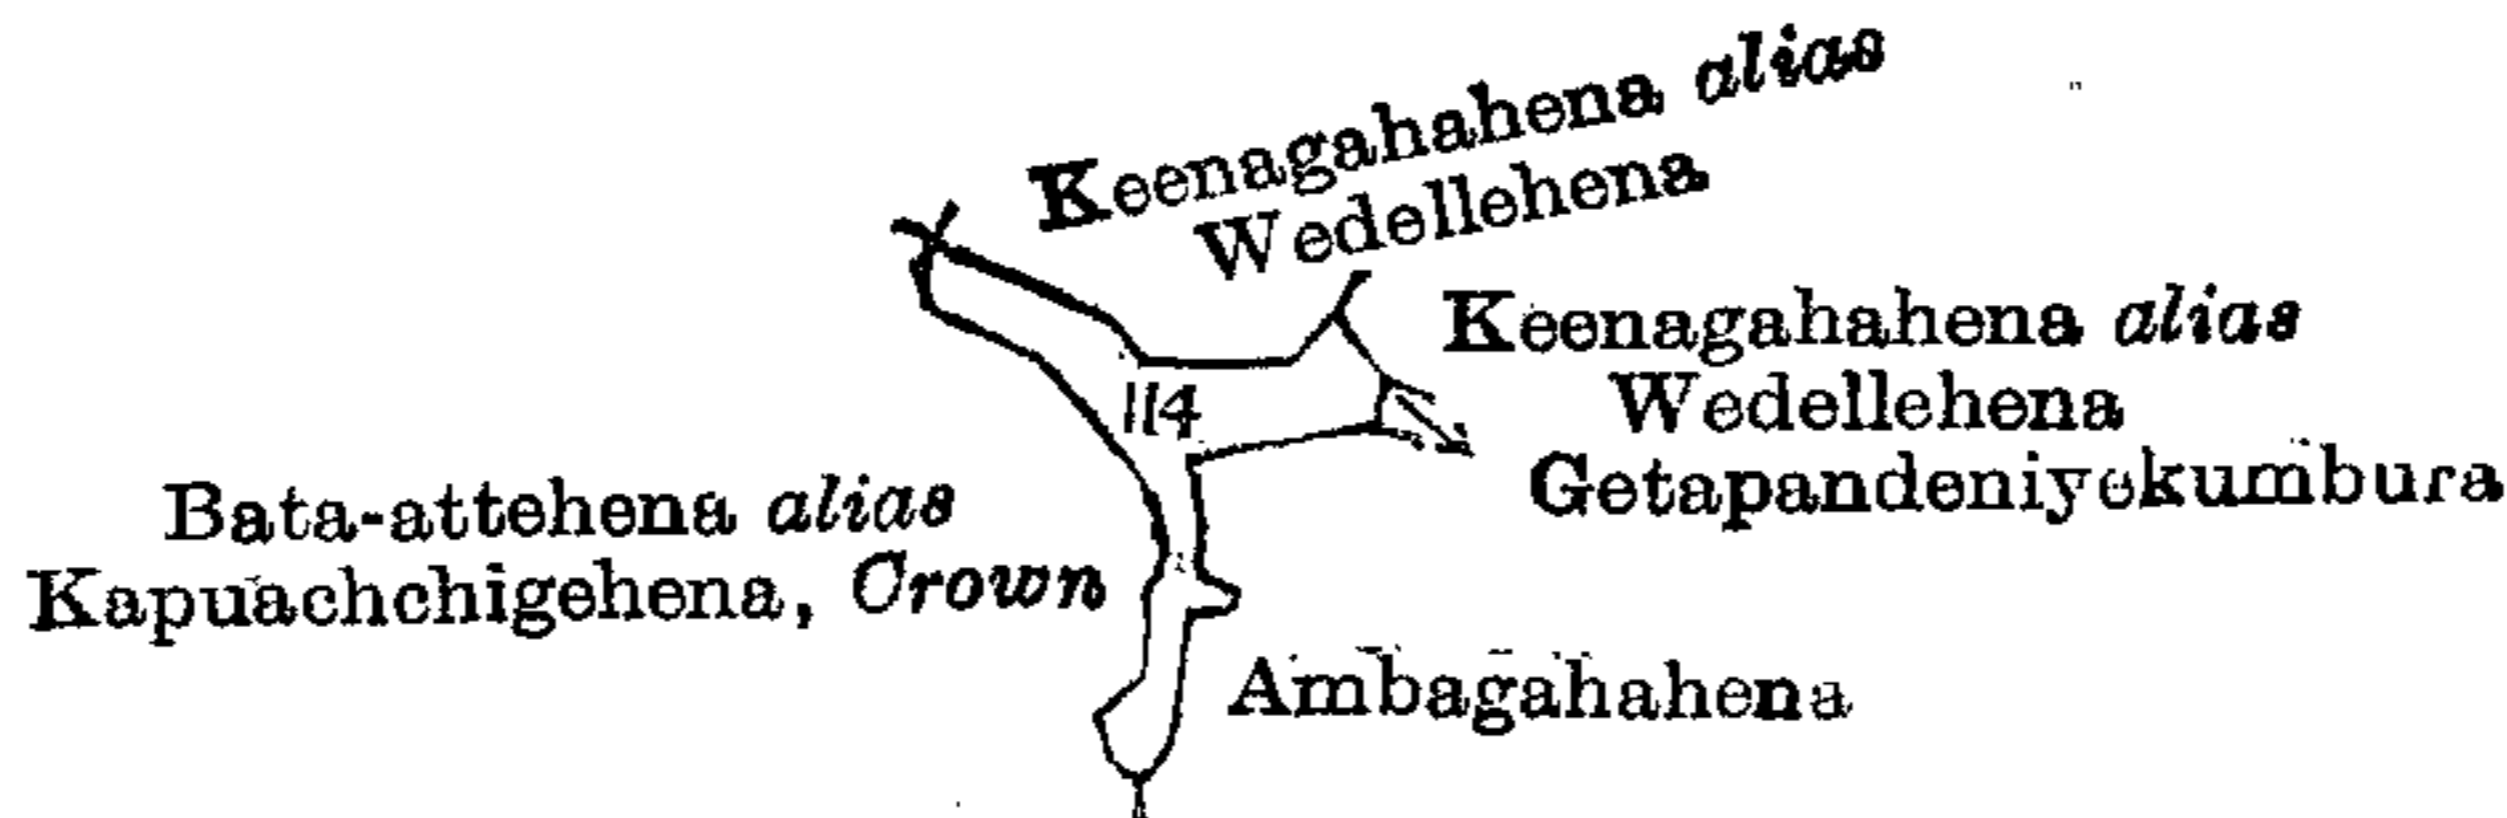 Keenagahahena alias
Wedellehena
Keenagahahena alias
Wedellehena
Getapandeniyekumbura
114
Bata-attehena alias
Kapuachchigehena, Crown
Ambagahahena